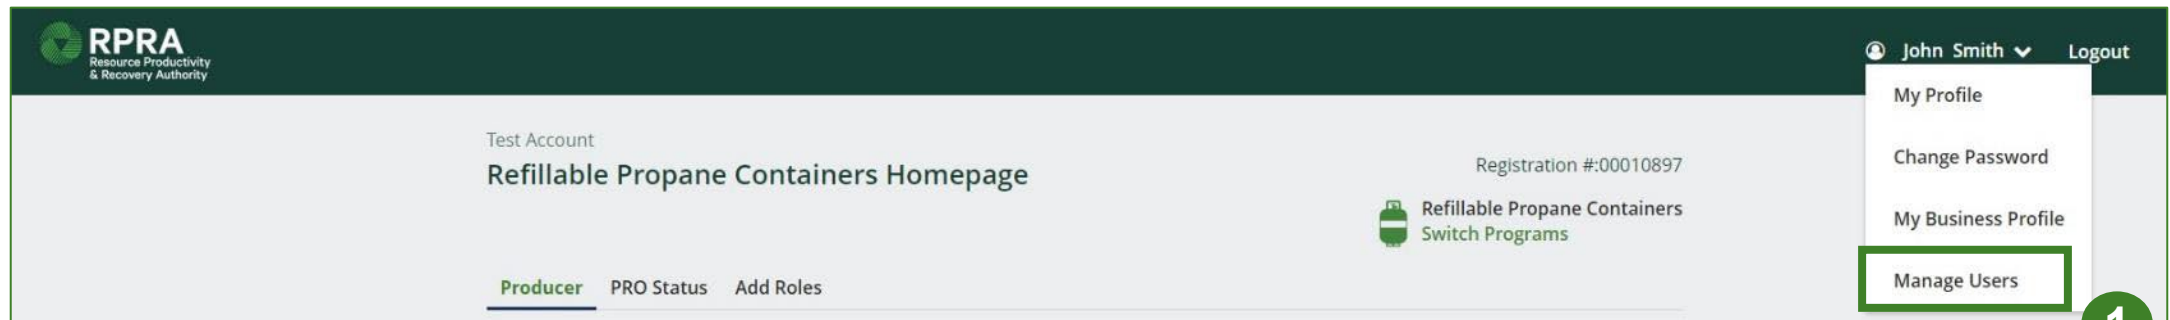 RPRA
Resource Productivity
& Recovery Authority
John Smith
Logout
My Profile
Change Password
My Business Profile
Manage Users
Test Account
Refillable Propane Containers Homepage
Registration #:00010897
Refillable Propane Containers
Switch Programs
Producer PRO Status Add Roles
1